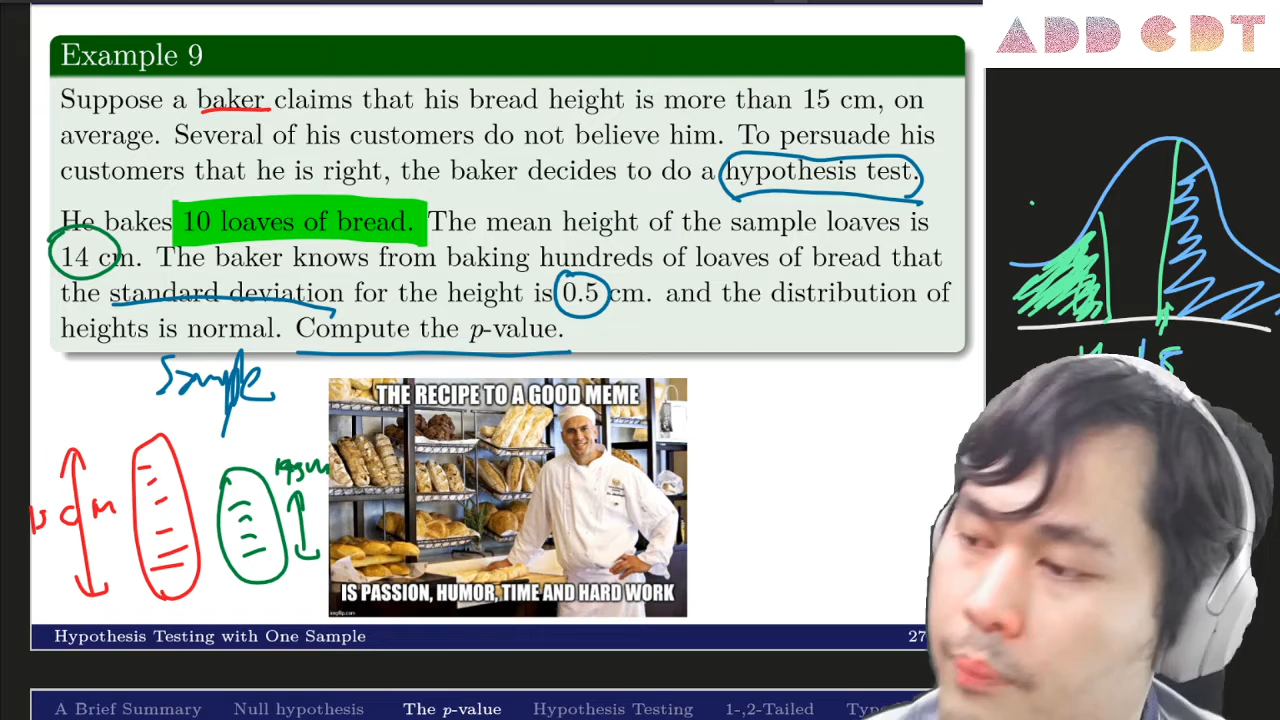 ADD CDT
Example 9
Suppose a baker claims that his bread height is more than 15 cm, on
average. Several of his customers do not believe him. To persuade his
customers that he is right, the baker decides to do a hypothesis test.
He bakes 10 loaves of bread. The mean height of the sample loaves is
14 cm. The baker knows from baking hundreds of loaves of bread that
the standard deviation for the height is 0.5 cm. and the distribution of
heights is normal. Compute the p-value.
Sample
15
THE RECIPE TO A GOOD MEME
IS PASSION, HUMOR, TIME AND HARD WORK
imgflip.com
Hypothesis Testing with One Sample
27
A Brief Summary Null hypothesis The p-value Hypothesis Testing 1-,2-Tailed